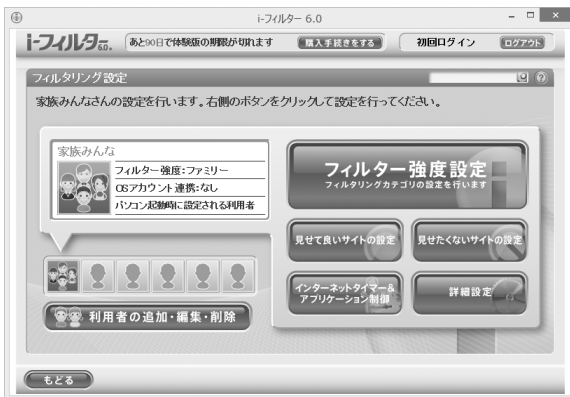 i-フィルター 6.0
i-フィルター6.0.
あと90日で体験版の期限が切れます
購入手続きをする
初回ログイン
ログアウト
フィルタリング設定
家族みんなさんの設定を行います。右側のボタンをクリックして設定を行ってください。
家族みんな
フィルター強度:ファミリー
OSアカウント連携:なし
パソコン起動時に設定される利用者
利用者の追加・編集・削除
フィルター強度設定
フィルタリングカテゴリの設定を行います
見せて良いサイトの設定
見せたくないサイトの設定
インターネットタイマー&
アプリケーション制御
詳細設定
もどる